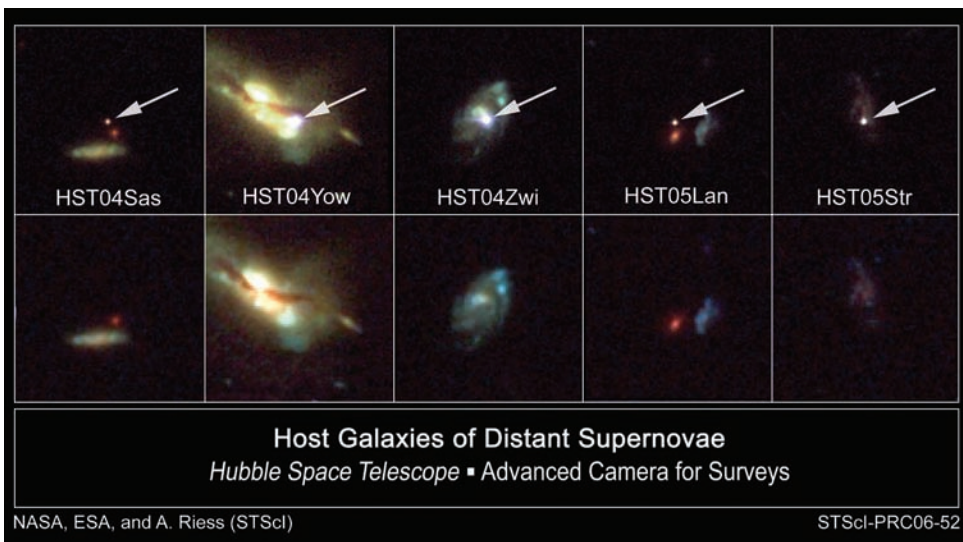 HST04Sas
HST04Yow
HST04Zwi
HST05Lan
HST05Str
Host Galaxies of Distant Supernovae
Hubble Space Telescope ▪ Advanced Camera for Surveys
NASA, ESA, and A. Riess (STScI)
STScI-PRC06-52